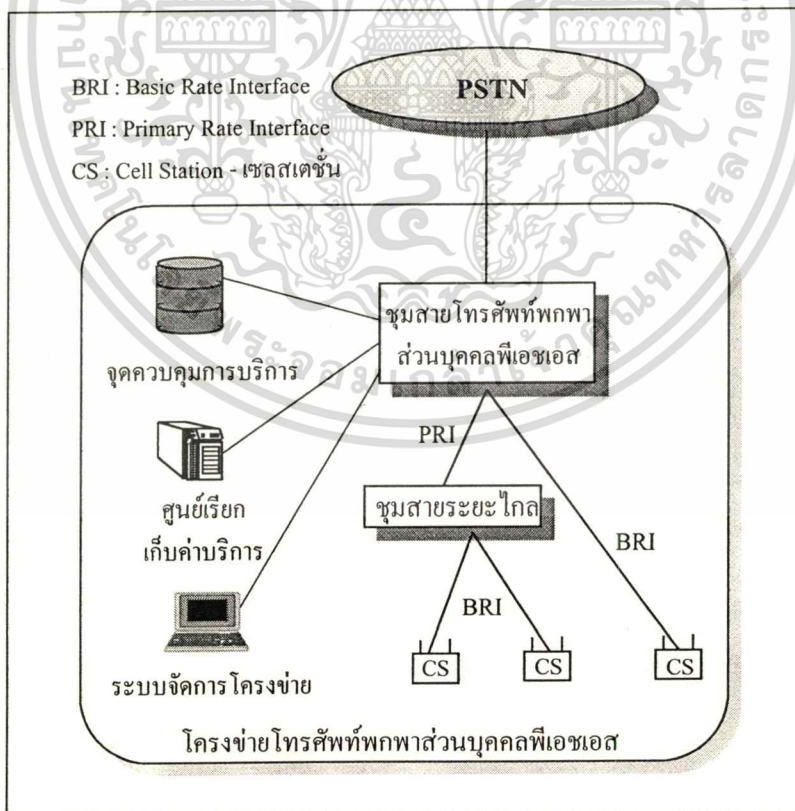 BRI : Basic Rate Interface
PSTN
PRI : Primary Rate Interface
CS : Cell Station - เซลสเตชั่น
ชุมสายโทรศัพท์พกพา
ส่วนบุคคลพีเอชเอส
จุดควบคุมการบริการ
PRI
ศูนย์เรียก
เก็บค่าบริการ
ชุมสายระยะไกล
BRI
BRI
CS
CS
CS
ระบบจัดการโครงข่าย
โครงข่ายโทรศัพท์พกพาส่วนบุคคลพีเอชเอส